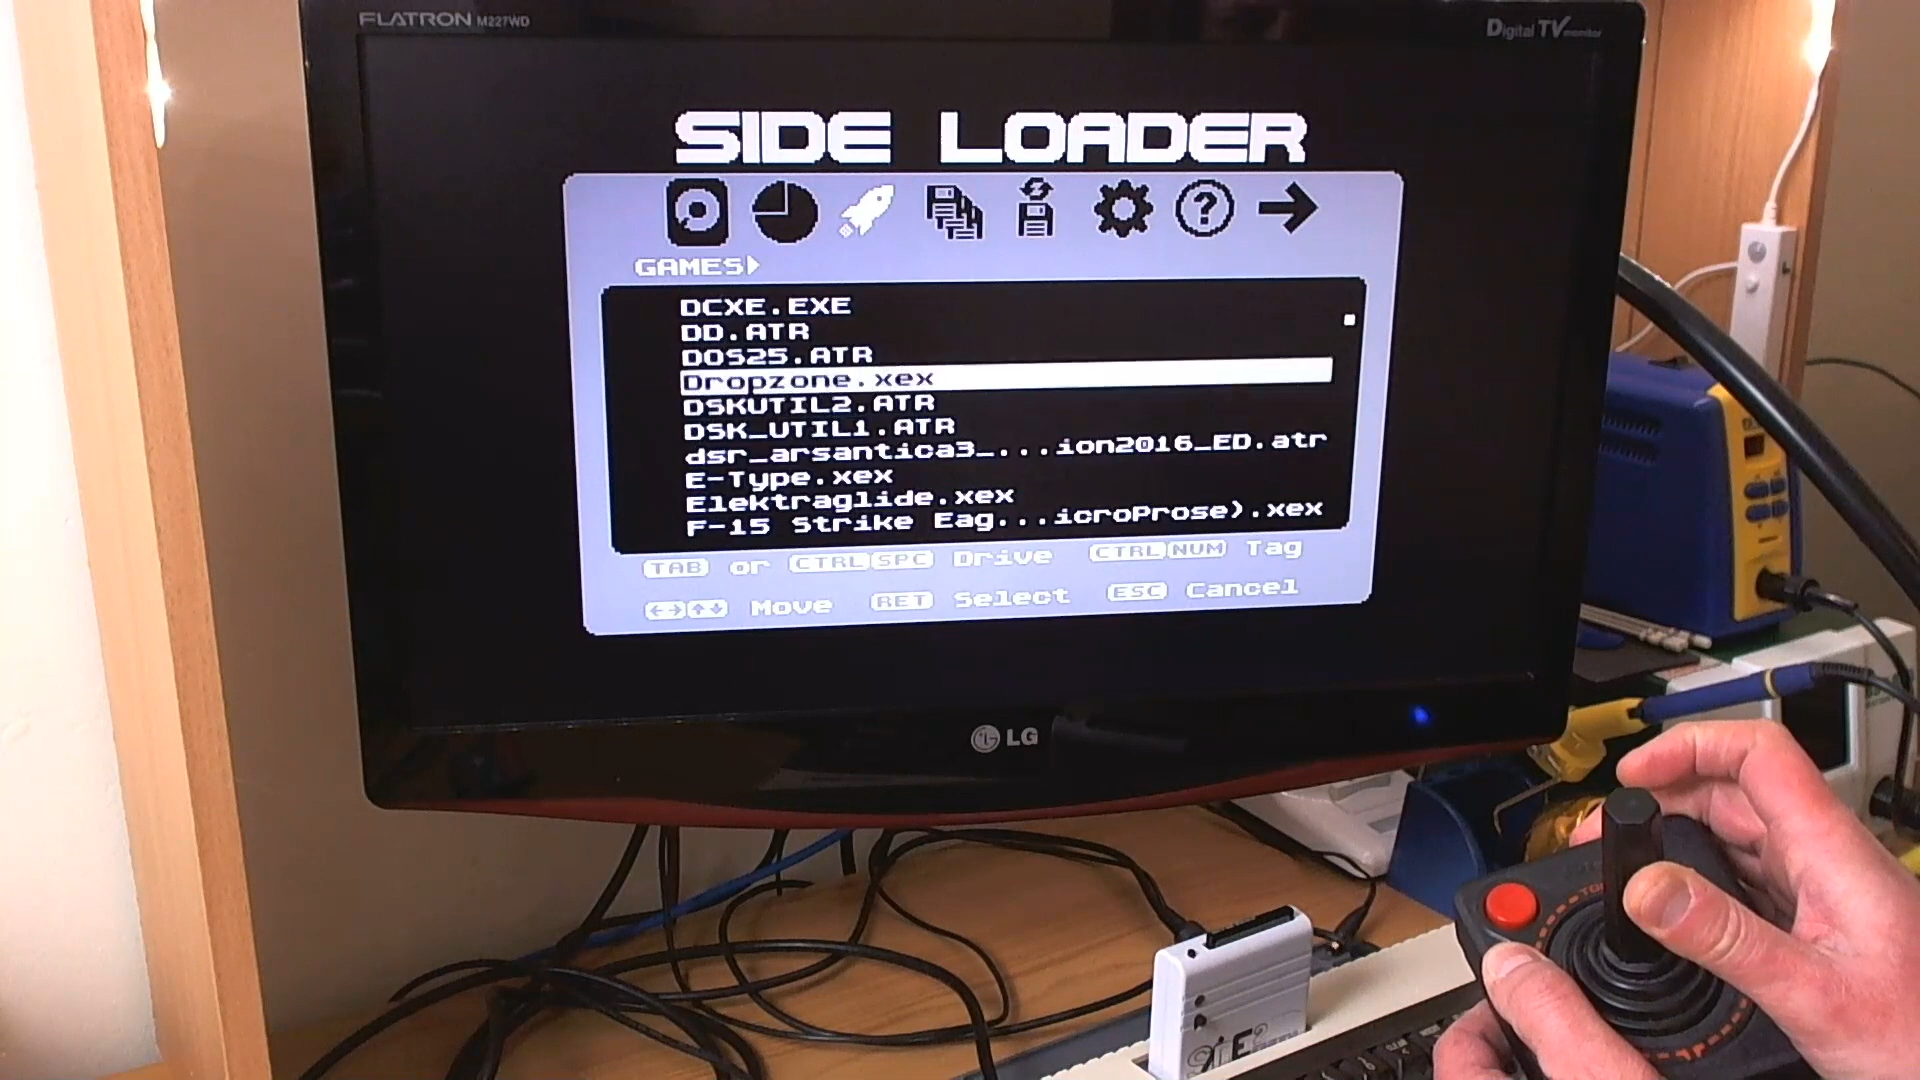 FLATRON M227WD
Digital TV monitor
SIDE LOADER
?
GAMES
DCXE.EXE
DD.ATR
DOS25.ATR
Dropzone.xex
DSKUTIL2.ATR
DSK_UTIL1.ATR
dsr_arsantica3_...ion2016_ED.atr
E-Type.xex
Elektraglide.xex
F-15 Strike Eag...icroProse).xex
TAB or CTRL SPC Drive CTRL NUM Tag
Move RET Select ESC Cancel
LG
SIDE